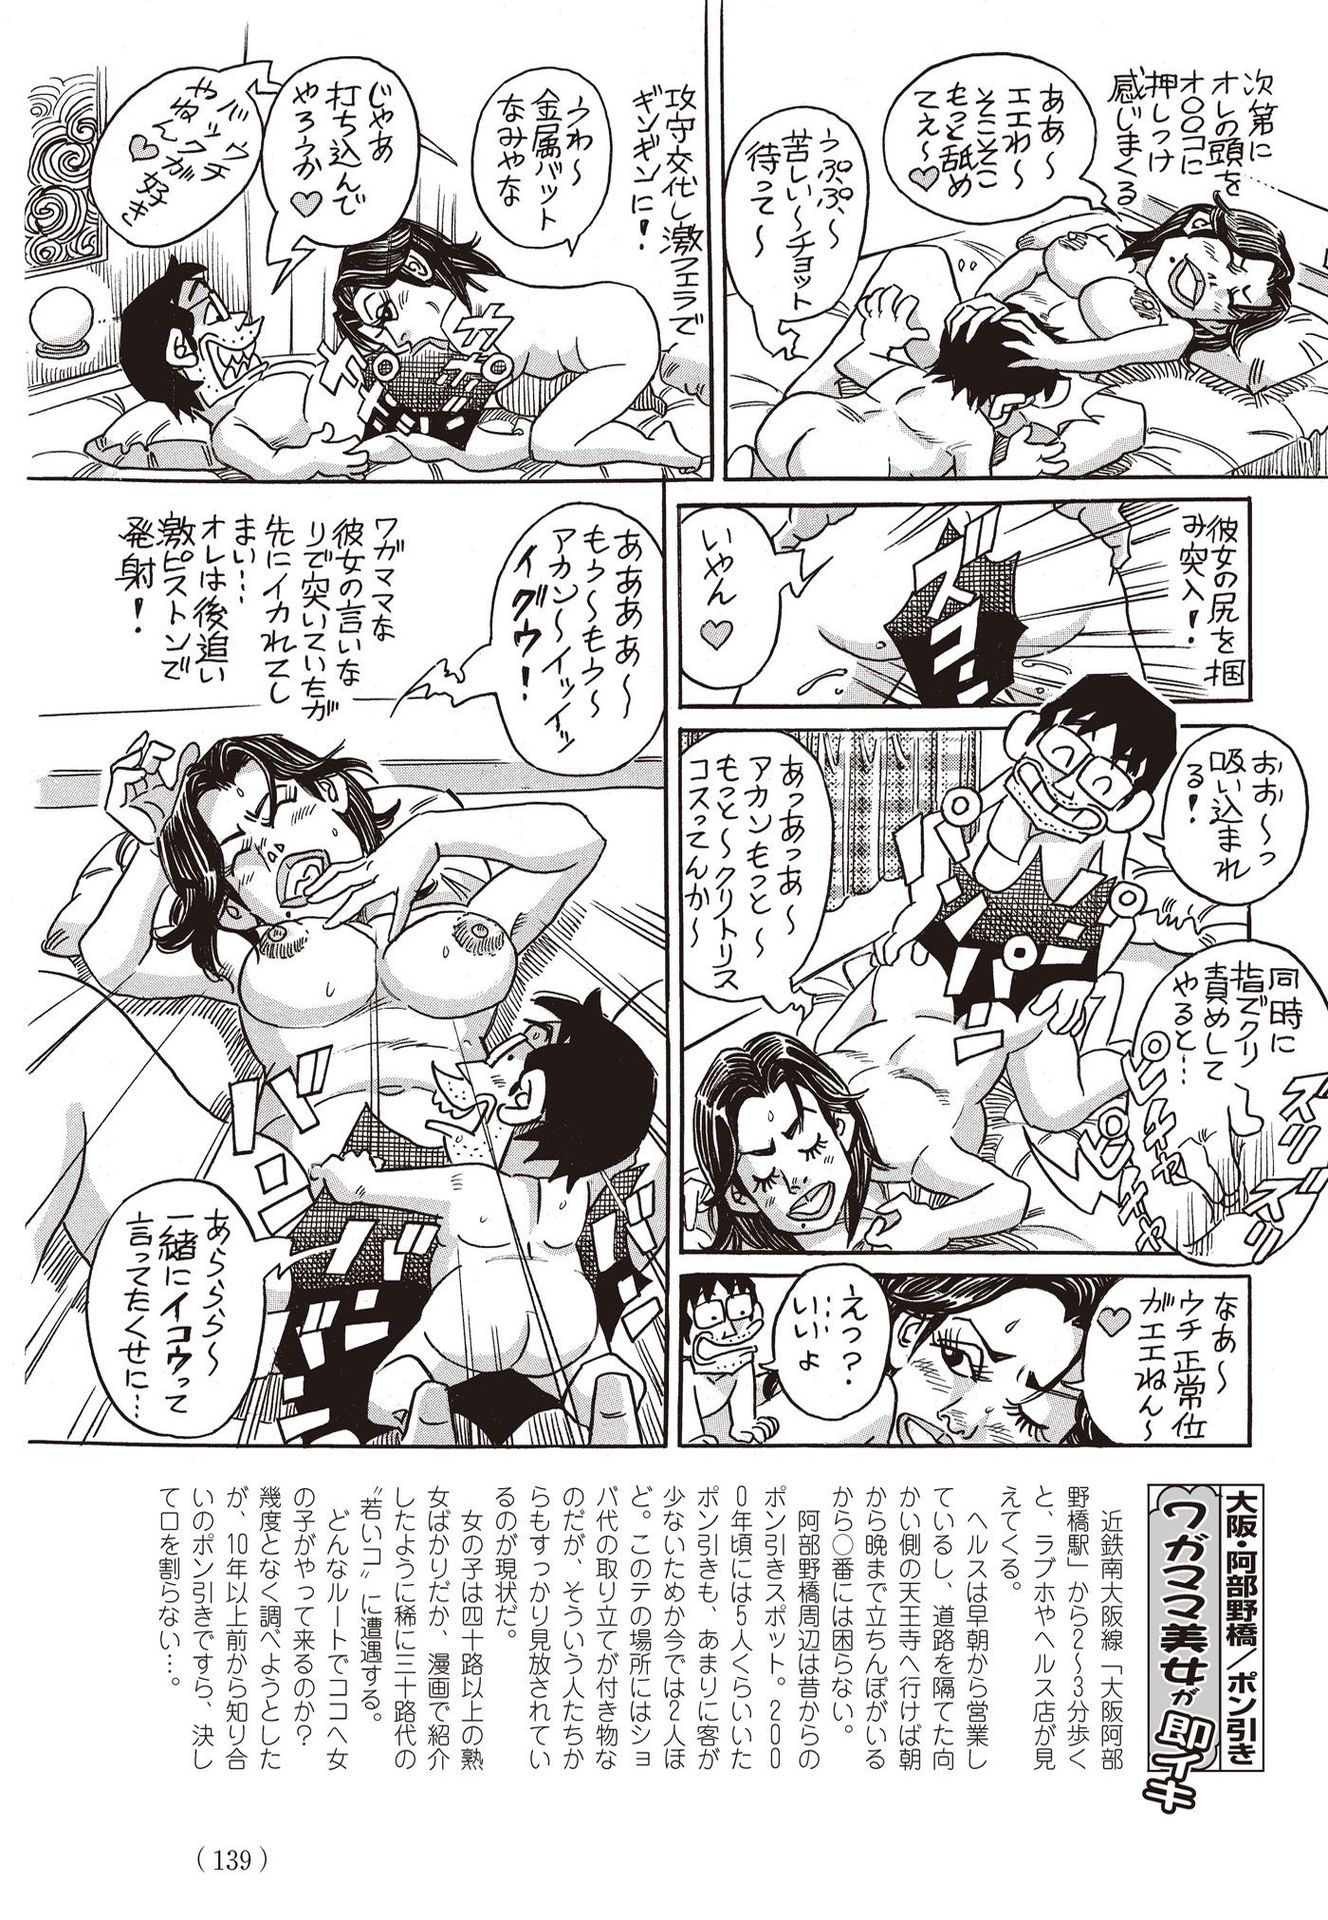 次第に
オレの頭を
オ○○コに
押しつけ
感じまくる
ああ～
エエわ～
そこそこ
もっと舐め
てえ～♥
うぷぷ、
苦しい～チョット
待って～
攻守交代し激フェラで
ギンギンに！
うわ～
金属バット
なみやな
じゃあ
打ち込んで
やろうか♥
バックが好き
やねん♥
彼女の尻を掴
み突入！
いやん♥
おお～っ
吸い込まれ
る！
パン
パン
同時に
指でクリ
責めして
やると…
ズリ
ズリ
ピチャ
ピチャ
あっあっあ～
アカンもっと～
もっと～クリトリス
コスってんか～
なあ～
ウチ正常位
がエエねん～♥
えっ？
……
いいよ
ああああ～
もう～もう～
アカン～イッイッ
イグウ！
ワガママな
彼女の言いな
りで突いていたが
先にイカれてし
まい…
オレは後追い
激ピストンで
発射！
あららら～
一緒にイコウって
言ってたくせに…
大阪・阿部野橋／ポン引き
ワガママ美女が即イキ
近鉄南大阪線「大阪阿部
野橋駅」から２～３分歩く
と、ラブホやヘルス店が見
えてくる。
ヘルスは早朝から営業し
ているし、道路を隔てた向
かい側の天王寺へ行けば朝
から晩まで立ちんぼがいる
から○番には困らない。
阿部野橋周辺は昔からの
ポン引きスポット。２００
０年頃には５人くらいいた
ポン引きも、あまりに客が
少ないためか今では２人ほ
ど。このテの場所にはショ
バ代の取り立てが付き物な
のだが、そういう人たちか
らもすっかり見放されてい
るのが現状だ。
女の子は四十路以上の熟
女ばかりだか、漫画で紹介
したように稀に三十路代の
〝若いコ〟に遭遇する。
どんなルートでココへ女
の子がやって来るのか？
幾度となく調べようとした
が、10年以上前から知り合
いのポン引きですら、決し
て口を割らない…。
（139）